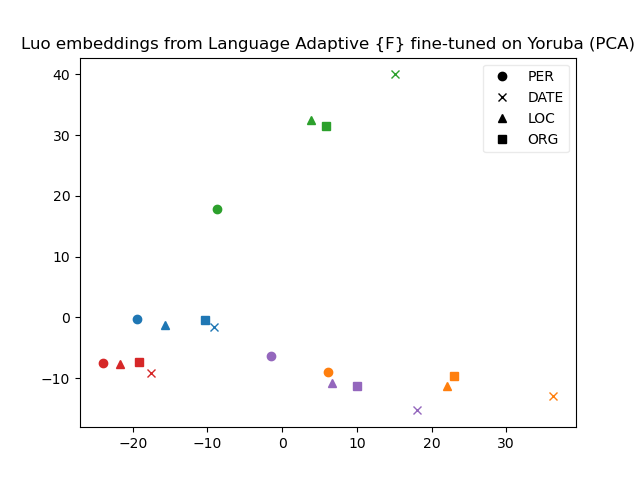 Luo embeddings from Language Adaptive {F} fine-tuned on Yoruba (PCA)
PER
DATE
LOC
ORG
40
30
20
10
0
−10
−20
−10
0
10
20
30